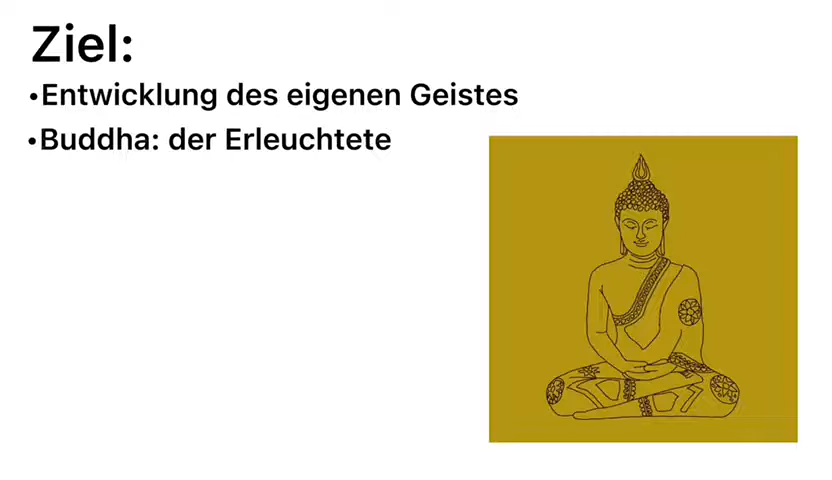 Ziel:
•Entwicklung des eigenen Geistes
•Buddha: der Erleuchtete